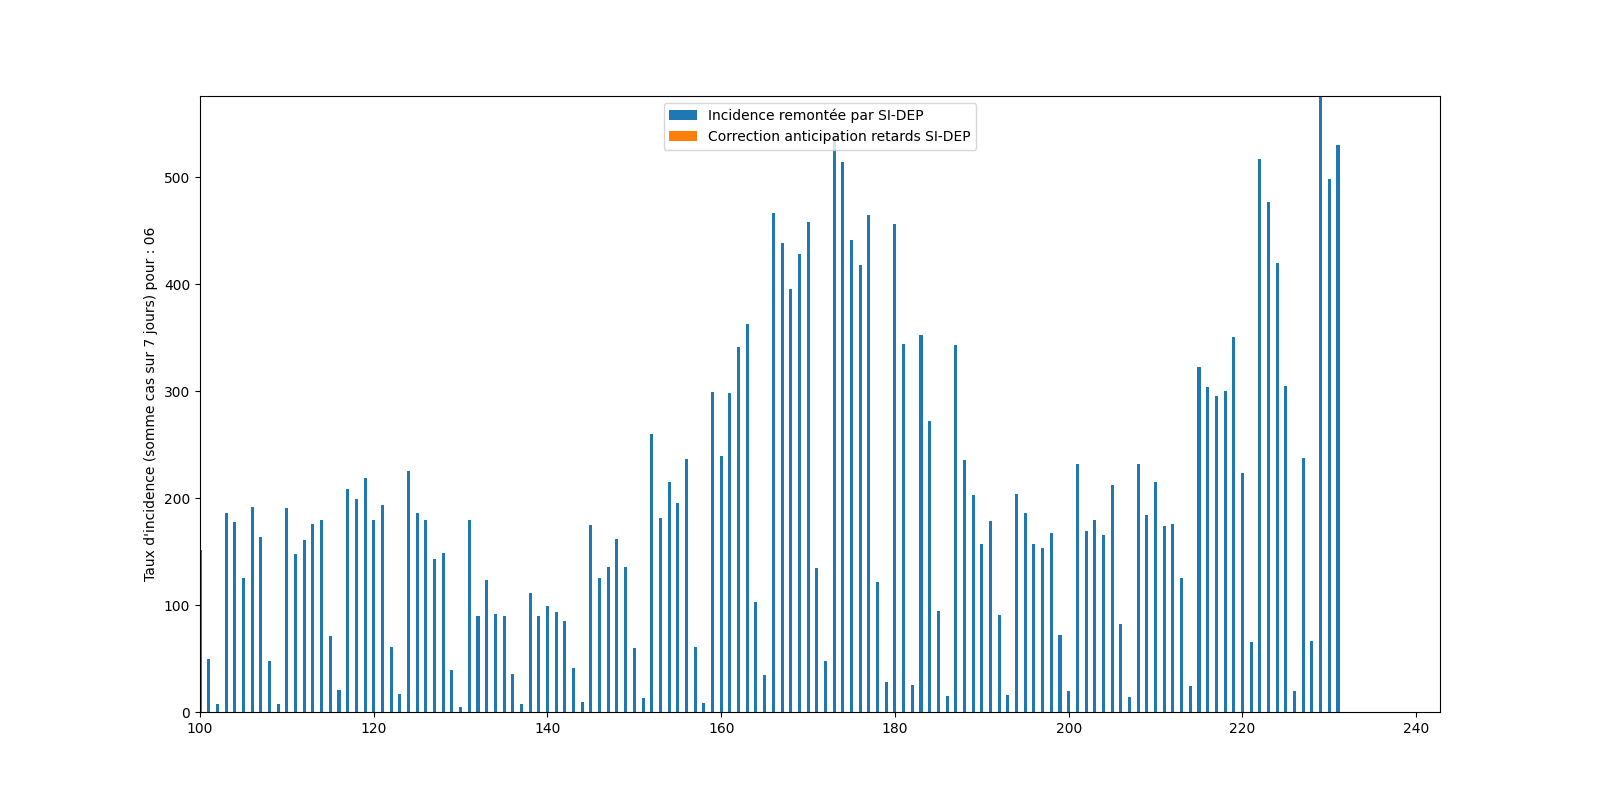 Incidence remontée par SI-DEP
Correction anticipation retards SI-DEP
Taux d'incidence (somme cas sur 7 jours) pour : 06
500
400
300
200
100
0
100 120 140 160 180 200 220 240